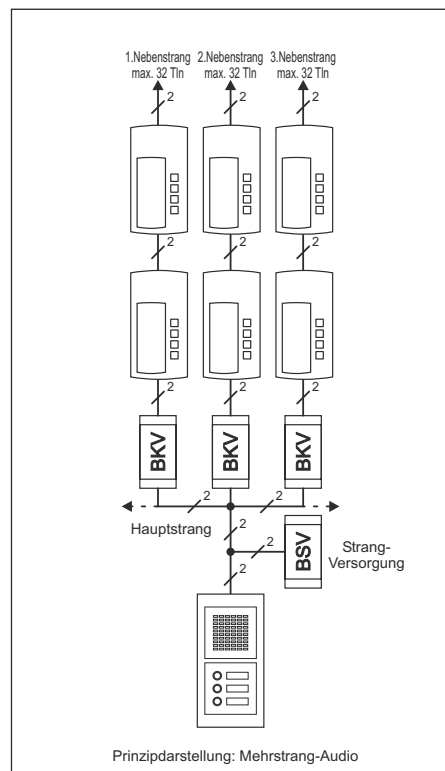 1.Nebenstrang 2.Nebenstrang 3.Nebenstrang
max. 32 Tln max. 32 Tln max. 32 Tln
2 2 2
2 2 2
2 2 2
BKV BKV BKV
2 2
Hauptstrang
2
2
BSV
Strang-
Versorgung
2
Prinzipdarstellung: Mehrstrang-Audio